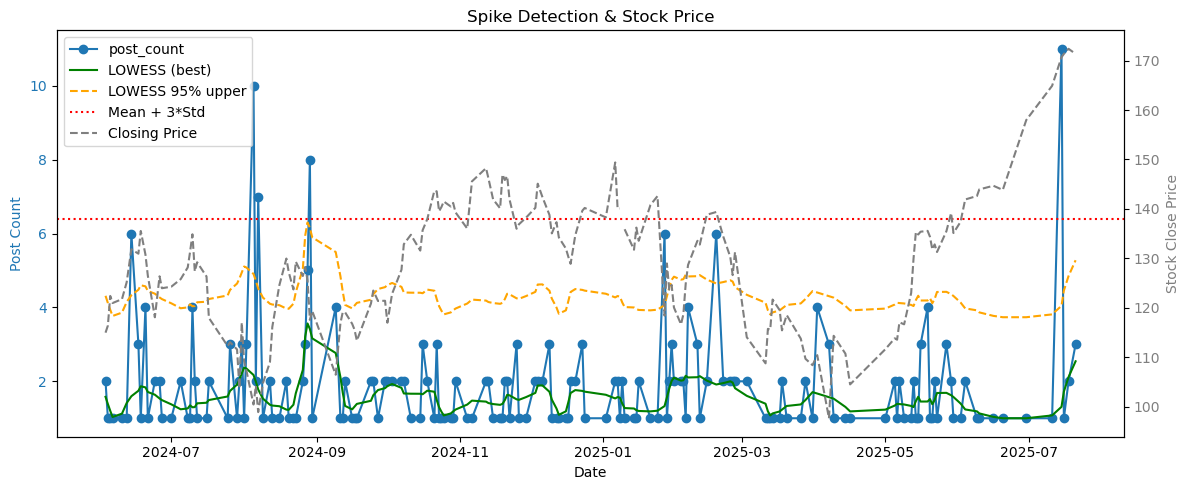 Spike Detection & Stock Price
post_count
LOWESS (best)
LOWESS 95% upper
Mean + 3*Std
Closing Price
Post Count
10
8
6
4
2
170
160
150
140
130
120
110
100
Stock Close Price
2024-07
2024-09
2024-11
2025-01
2025-03
2025-05
2025-07
Date